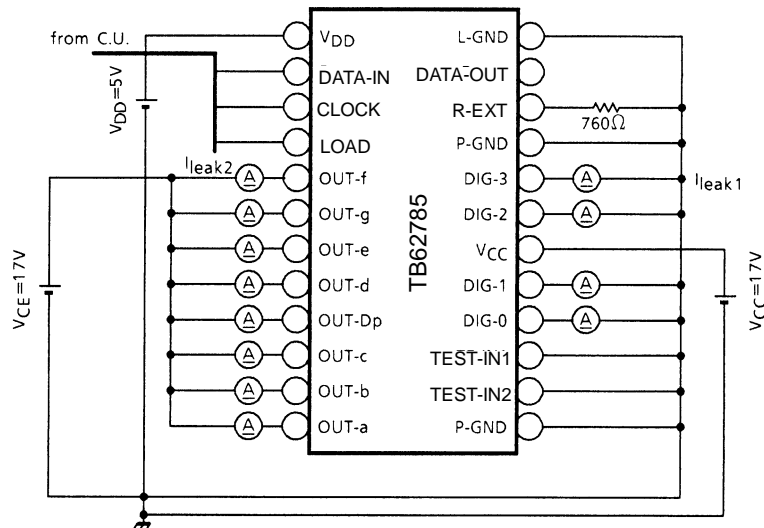 from C.U.
VDD=5V
VDD
DATA-IN
CLOCK
LOAD
Ileak2
OUT-f
OUT-g
OUT-e
OUT-d
OUT-Dp
OUT-c
OUT-b
OUT-a
A
A
A
A
A
A
A
A
VCE=17V
TB62785
L-GND
DATA-OUT
R-EXT
P-GND
DIG-3
DIG-2
VCC
DIG-1
DIG-0
TEST-IN1
TEST-IN2
P-GND
760Ω
A
A
A
A
Ileak1
VCC=17V